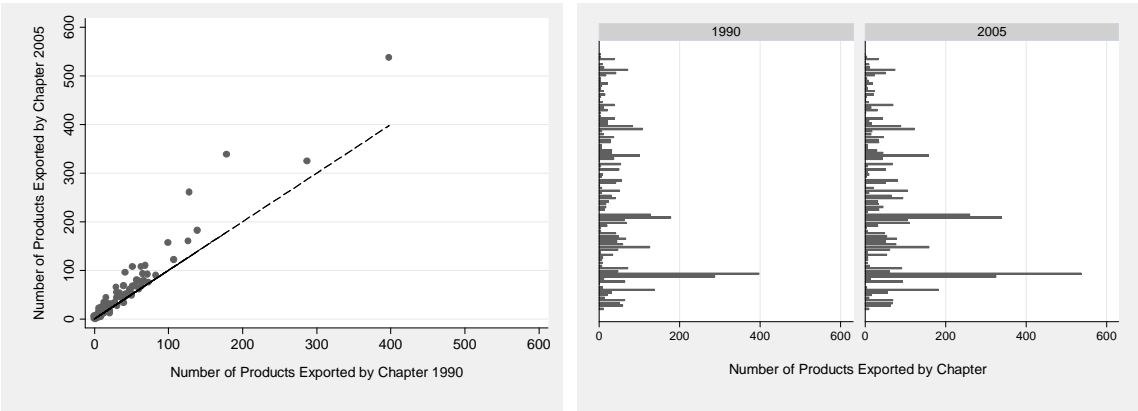 Number of Products Exported by Chapter 2005
600
500
400
300
200
100
0
0 100 200 300 400 500 600
Number of Products Exported by Chapter 1990
1990 2005
0 200 400 600 0 200 400 600
Number of Products Exported by Chapter